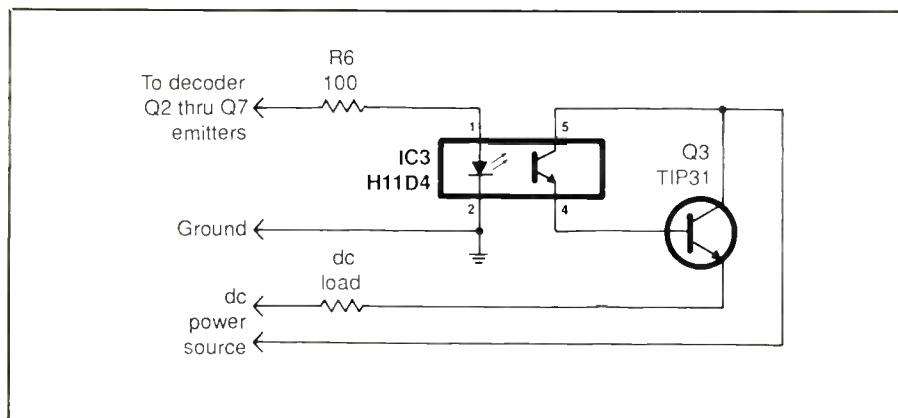 R6
100
To decoder
Q2 thru Q7
emitters
1
5
IC3
H11D4
Q3
TIP31
2
4
Ground
dc
load
dc
power
source